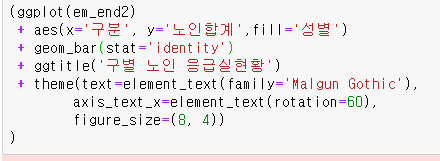 (ggplot(em_end2)
+ aes(x='구분', y='노인합계',fill='성별')
+ geom_bar(stat='identity')
+ ggtitle('구별 노인 응급실현황')
+ theme(text=element_text(family='Malgun Gothic'),
axis_text_x=element_text(rotation=60),
figure_size=(8, 4))
)